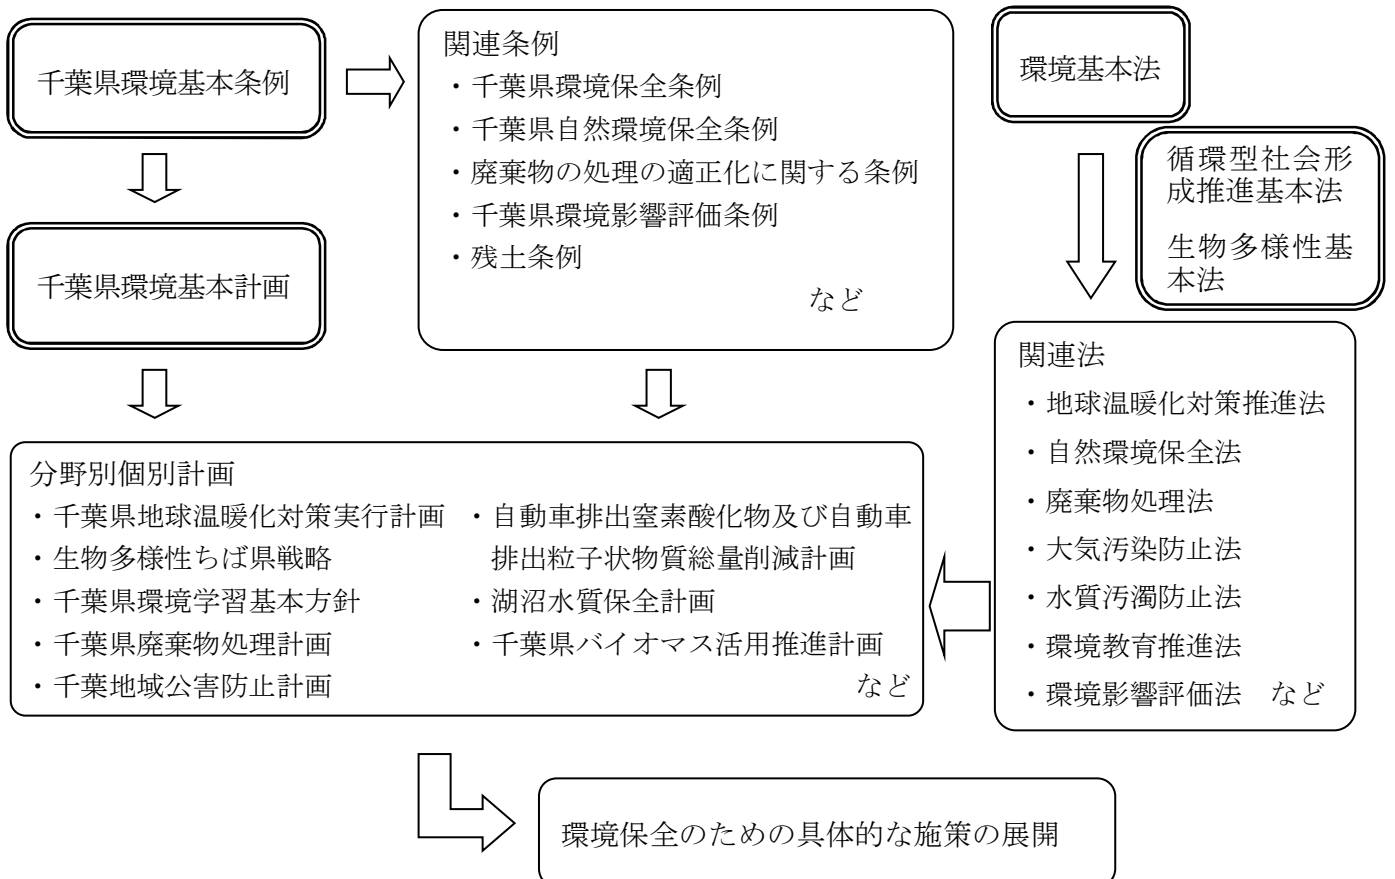 千葉県環境基本条例
関連条例
・千葉県環境保全条例
・千葉県自然環境保全条例
・廃棄物の処理の適正化に関する条例
・千葉県環境影響評価条例
・残土条例
など
環境基本法
循環型社会形
成推進基本法
生物多様性基
本法
千葉県環境基本計画
関連法
・地球温暖化対策推進法
・自然環境保全法
・廃棄物処理法
・大気汚染防止法
・水質汚濁防止法
・環境教育推進法
・環境影響評価法　など
分野別個別計画
・千葉県地球温暖化対策実行計画
・生物多様性ちば県戦略
・千葉県環境学習基本方針
・千葉県廃棄物処理計画
・千葉地域公害防止計画
・自動車排出窒素酸化物及び自動車
排出粒子状物質総量削減計画
・湖沼水質保全計画
・千葉県バイオマス活用推進計画
など
環境保全のための具体的な施策の展開